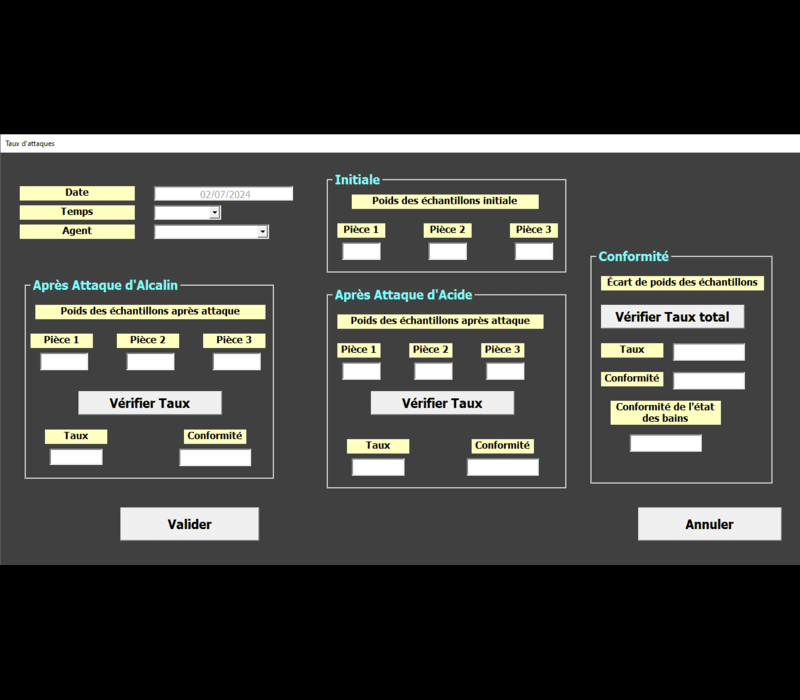 Taux d'attaques
Date
02/07/2024
Temps
Agent
Initiale
Poids des échantillons initiale
Pièce 1
Pièce 2
Pièce 3
Après Attaque d'Alcalin
Poids des échantillons après attaque
Pièce 1
Pièce 2
Pièce 3
Vérifier Taux
Taux
Conformité
Après Attaque d'Acide
Poids des échantillons après attaque
Pièce 1
Pièce 2
Pièce 3
Vérifier Taux
Taux
Conformité
Conformité
Écart de poids des échantillons
Vérifier Taux total
Taux
Conformité
Conformité de l'état
des bains
Valider
Annuler